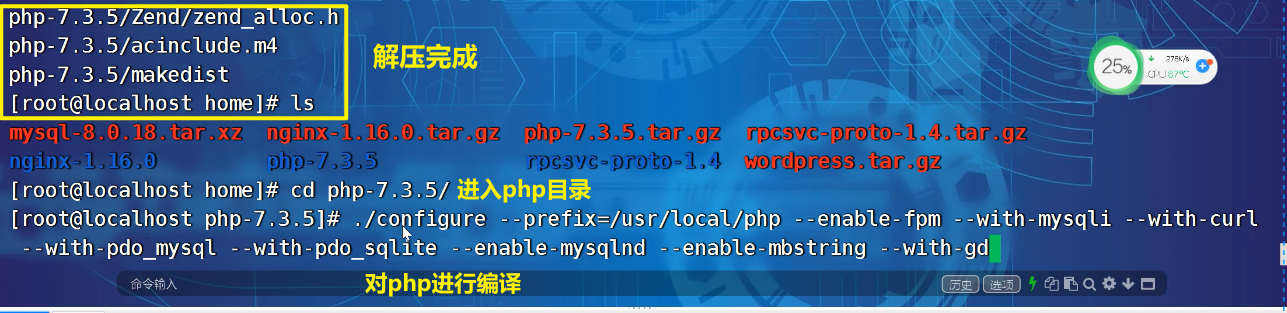 php-7.3.5/Zend/zend_alloc.h
php-7.3.5/acinclude.m4
php-7.3.5/makedist
解压完成
[root@localhost home]# ls
25%
278K/s
CPU 87℃
mysql-8.0.18.tar.xz nginx-1.16.0.tar.gz php-7.3.5.tar.gz rpcsvc-proto-1.4.tar.gz
nginx-1.16.0 php-7.3.5 rpcsvc-proto-1.4 wordpress.tar.gz
[root@localhost home]# cd php-7.3.5/ 进入php目录
[root@localhost php-7.3.5]# ./configure --prefix=/usr/local/php --enable-fpm --with-mysqli --with-curl
--with-pdo_mysql --with-pdo_sqlite --enable-mysqlnd --enable-mbstring --with-gd
命令输入 对php进行编译 历史 选项